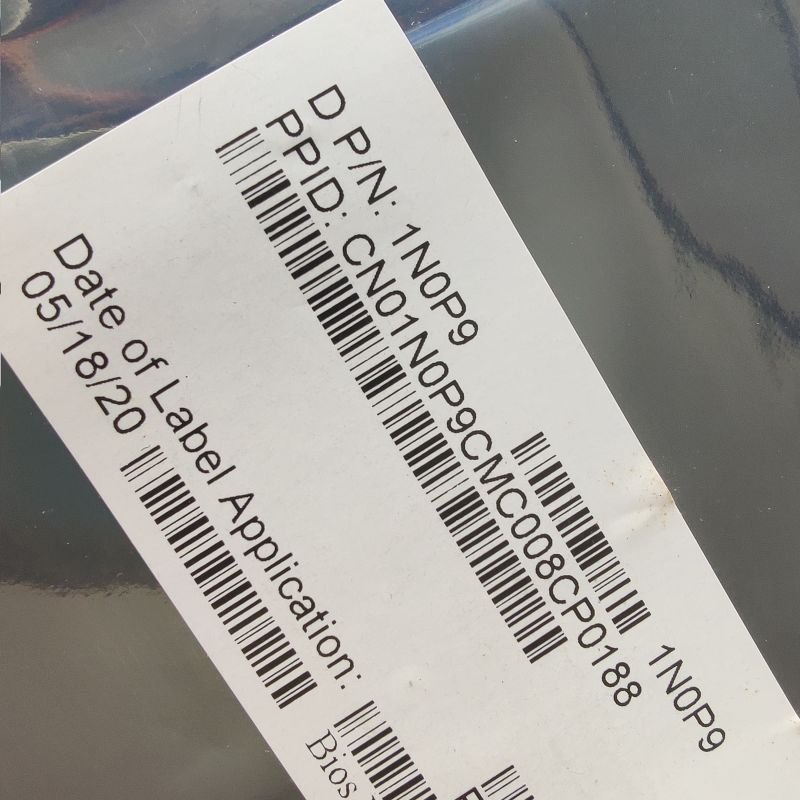 D P/N: 1N0P9
1N0P9
PPID: CN01N0P9CMC008CP0188
Date of Label Application:
05/18/20
Bios